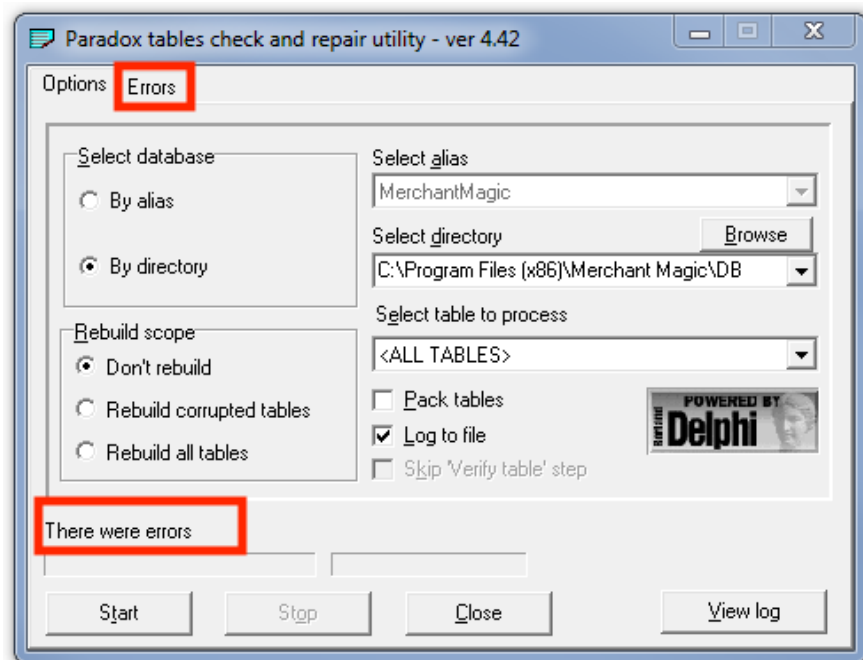 Paradox tables check and repair utility - ver 4.42
Options Errors
Select database
By alias
By directory
Select alias
MerchantMagic
Select directory
Browse
C:\Program Files (x86)\Merchant Magic\DB
Select table to process
<ALL TABLES>
Rebuild scope
Don't rebuild
Rebuild corrupted tables
Rebuild all tables
Pack tables
Log to file
Skip 'Verify table' step
POWERED BY
Borland
Delphi
There were errors
Start Stop Close View log